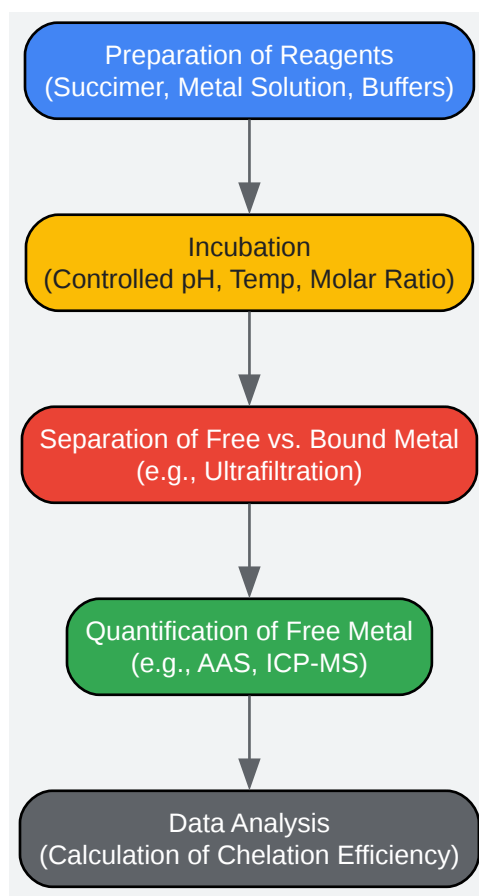 Preparation of Reagents
(Succimer, Metal Solution, Buffers)
Incubation
(Controlled pH, Temp, Molar Ratio)
Separation of Free vs. Bound Metal
(e.g., Ultrafiltration)
Quantification of Free Metal
(e.g., AAS, ICP-MS)
Data Analysis
(Calculation of Chelation Efficiency)